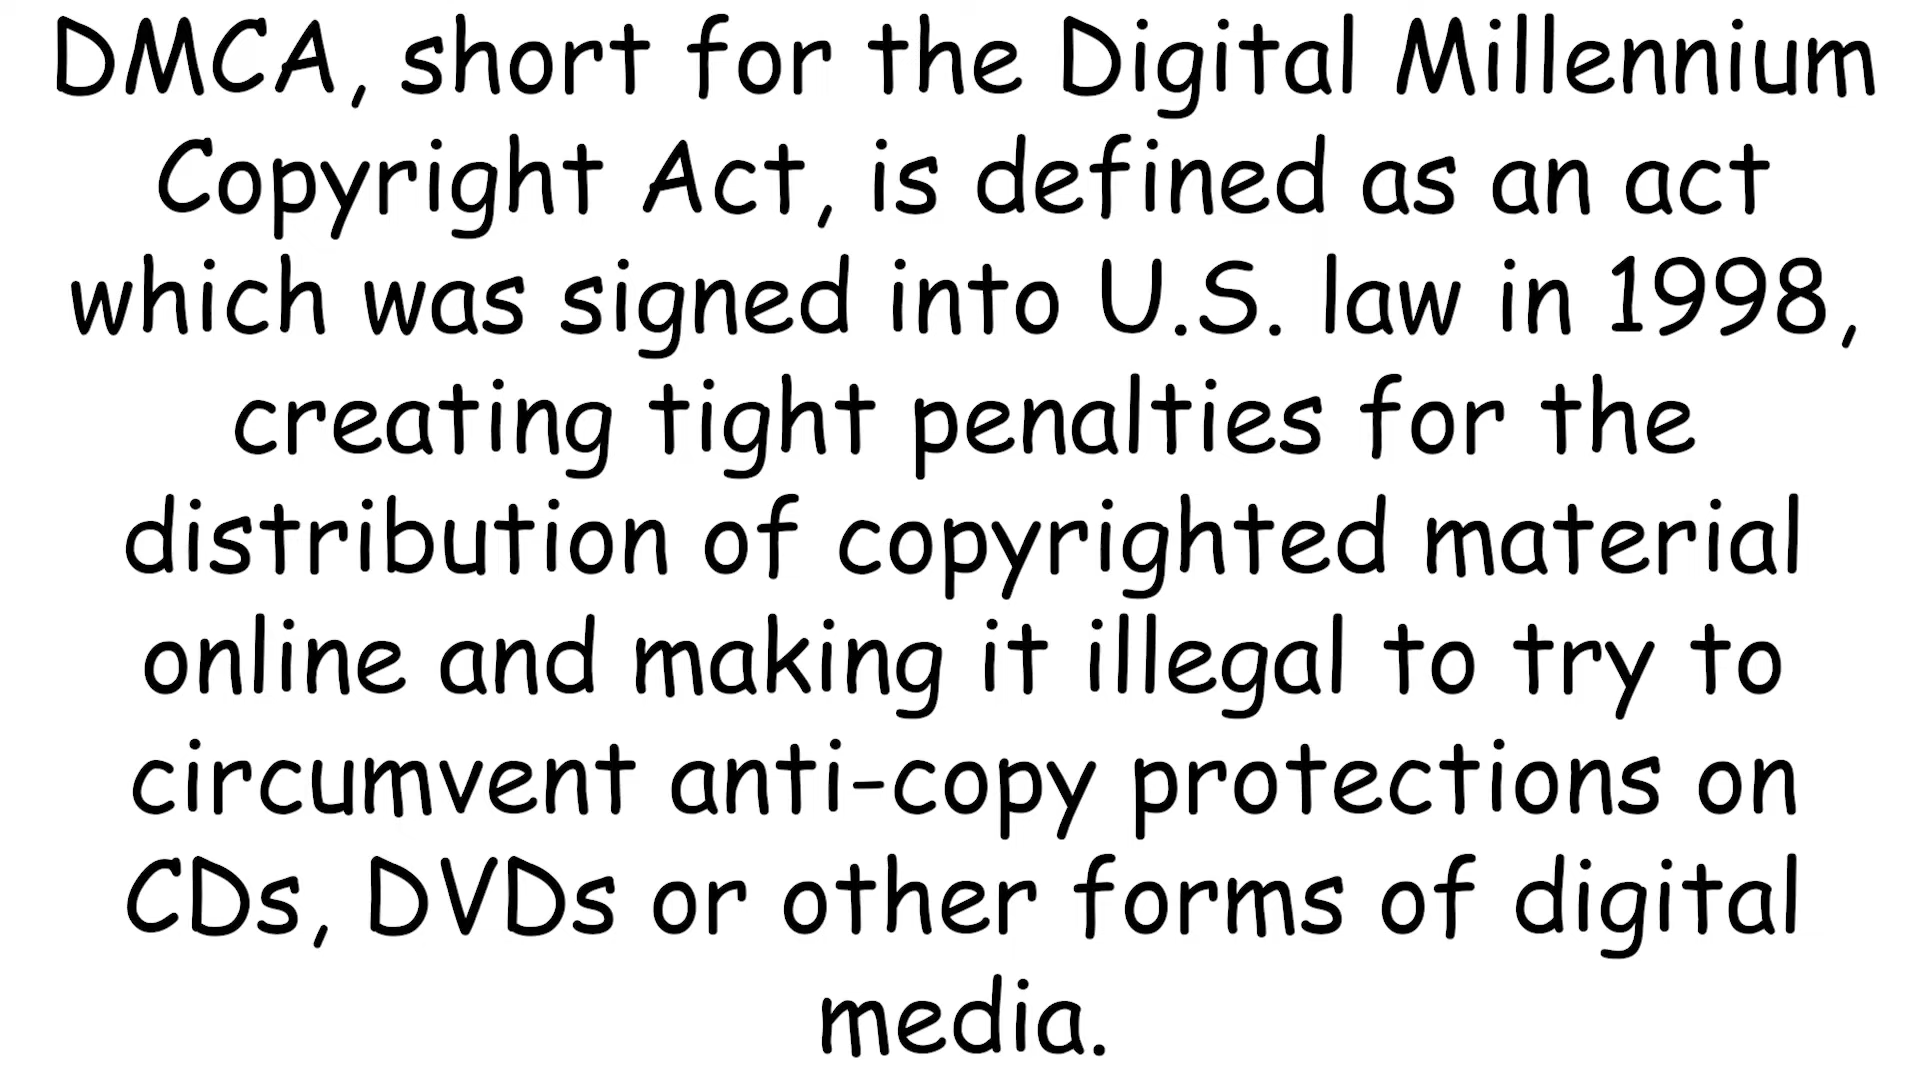 DMCA, short for the Digital Millennium
Copyright Act, is defined as an act
which was signed into U.S. law in 1998,
creating tight penalties for the
distribution of copyrighted material
online and making it illegal to try to
circumvent anti-copy protections on
CDs, DVDs or other forms of digital
media.